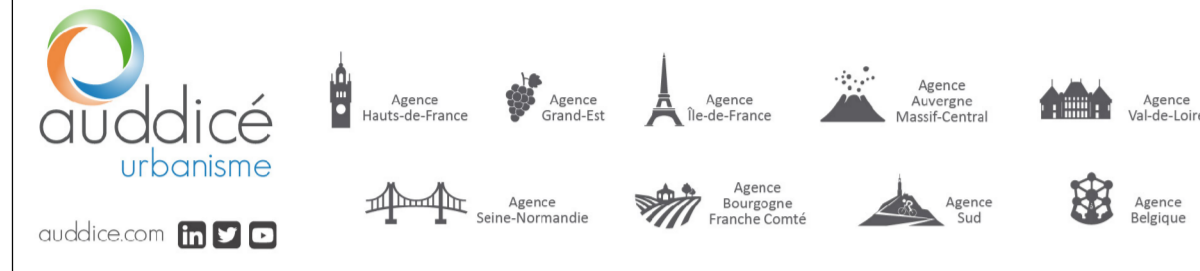 auddicé
urbanisme
auddice.com in
Agence
Hauts-de-France
Agence
Grand-Est
Agence
Île-de-France
Agence
Auvergne
Massif-Central
Agence
Val-de-Loire
Agence
Seine-Normandie
Agence
Bourgogne
Franche Comté
Agence
Sud
Agence
Belgique